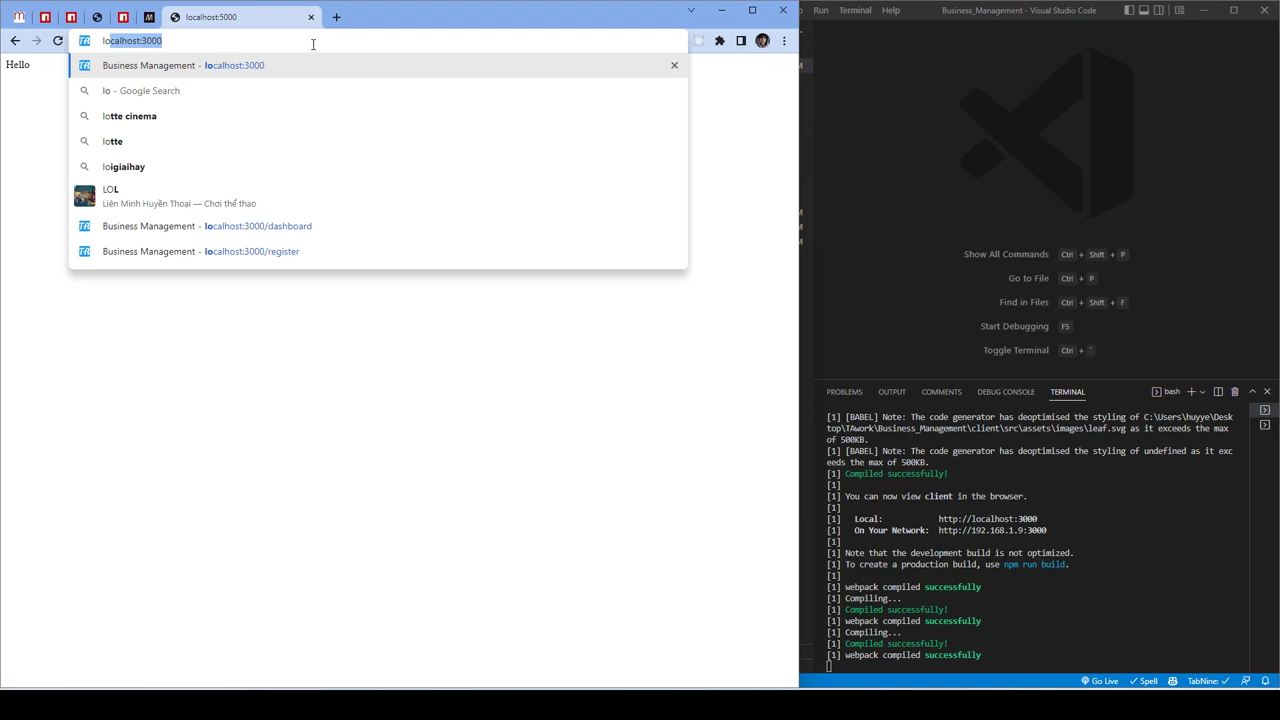 localhost:5000
localhost:3000
Hello
Business Management - localhost:3000
lo - Google Search
lotte cinema
lotte
loigiaihay
LOL
Liên Minh Huyền Thoại — Chơi thể thao
Business Management - localhost:3000/dashboard
Business Management - localhost:3000/register
Run Terminal Help
Business_Management - Visual Studio Code
M
M
M
M
Show All Commands Ctrl + Shift + P
Go to File Ctrl + P
Find in Files Ctrl + Shift + F
Start Debugging F5
Toggle Terminal Ctrl + `
PROBLEMS OUTPUT COMMENTS DEBUG CONSOLE TERMINAL
bash
[1] [BABEL] Note: The code generator has deoptimised the styling of C:\Users\huyye\Desk
top\TAwork\Business_Management\client\src\assets\images\leaf.svg as it exceeds the max
of 500KB.
[1] [BABEL] Note: The code generator has deoptimised the styling of undefined as it exc
eeds the max of 500KB.
[1] Compiled successfully!
[1]
[1] You can now view client in the browser.
[1]
[1] Local: http://localhost:3000
[1] On Your Network: http://192.168.1.9:3000
[1]
[1] Note that the development build is not optimized.
[1] To create a production build, use npm run build.
[1]
[1] webpack compiled successfully
[1] Compiling...
[1] Compiled successfully!
[1] webpack compiled successfully
[1] Compiling...
[1] Compiled successfully!
[1] webpack compiled successfully
Go Live Spell TabNine: